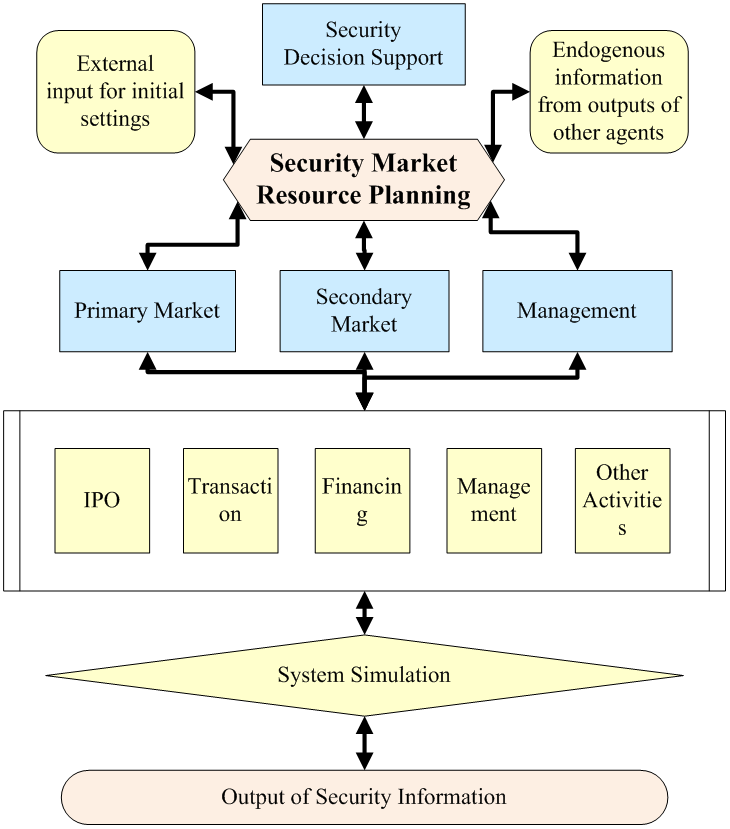 External
input for initial
settings
Security
Decision Support
Endogenous
information
from outputs of
other agents
Security Market
Resource Planning
Primary Market
Secondary
Market
Management
IPO
Transacti
on
Financin
g
Manage
ment
Other
Activitie
s
System Simulation
Output of Security Information